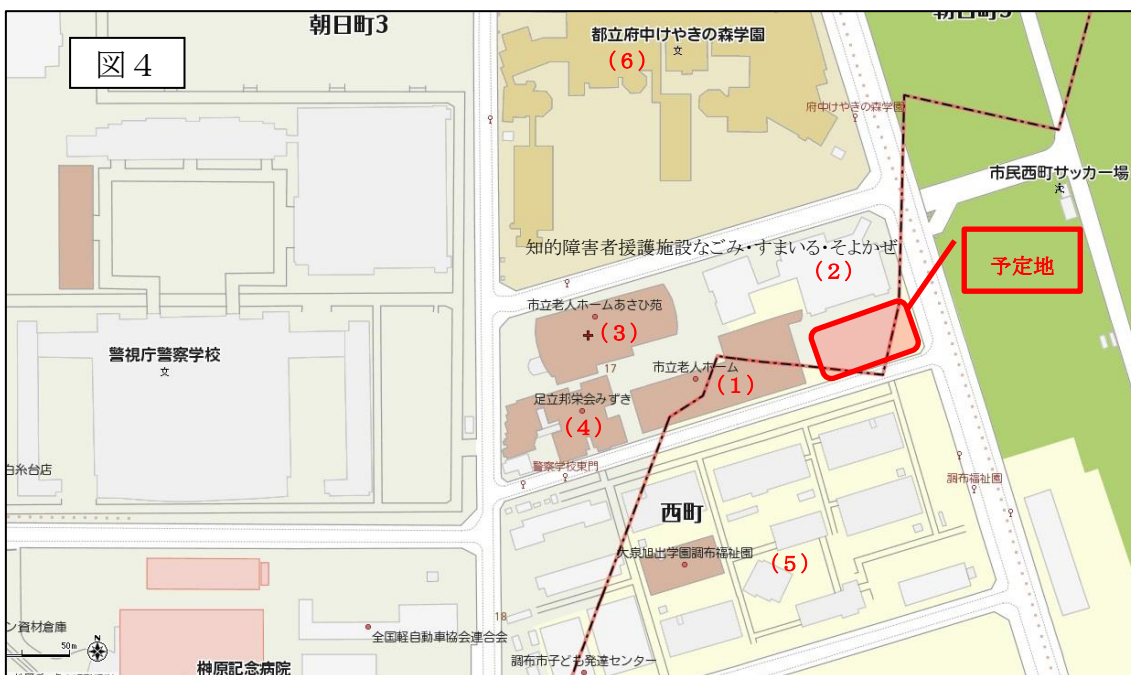 朝日町3
朝日町3
図4
都立府中けやきの森学園
文
(6)
府中けやきの森学園
市民西町サッカー場
知的障害者援護施設なごみ・すまいる・そよかぜ
(2)
予定地
市立老人ホームあさひ苑
(3)
警視庁警察学校
文
17
市立老人ホーム
(1)
足立邦栄会みずき
(4)
白糸台店
警察学校東門
調布福祉園
西町
大泉旭出学園調布福祉園
(5)
18
ン資材倉庫
全国軽自動車協会連合会
N
50m
榊原記念病院
調布市子ども発達センター